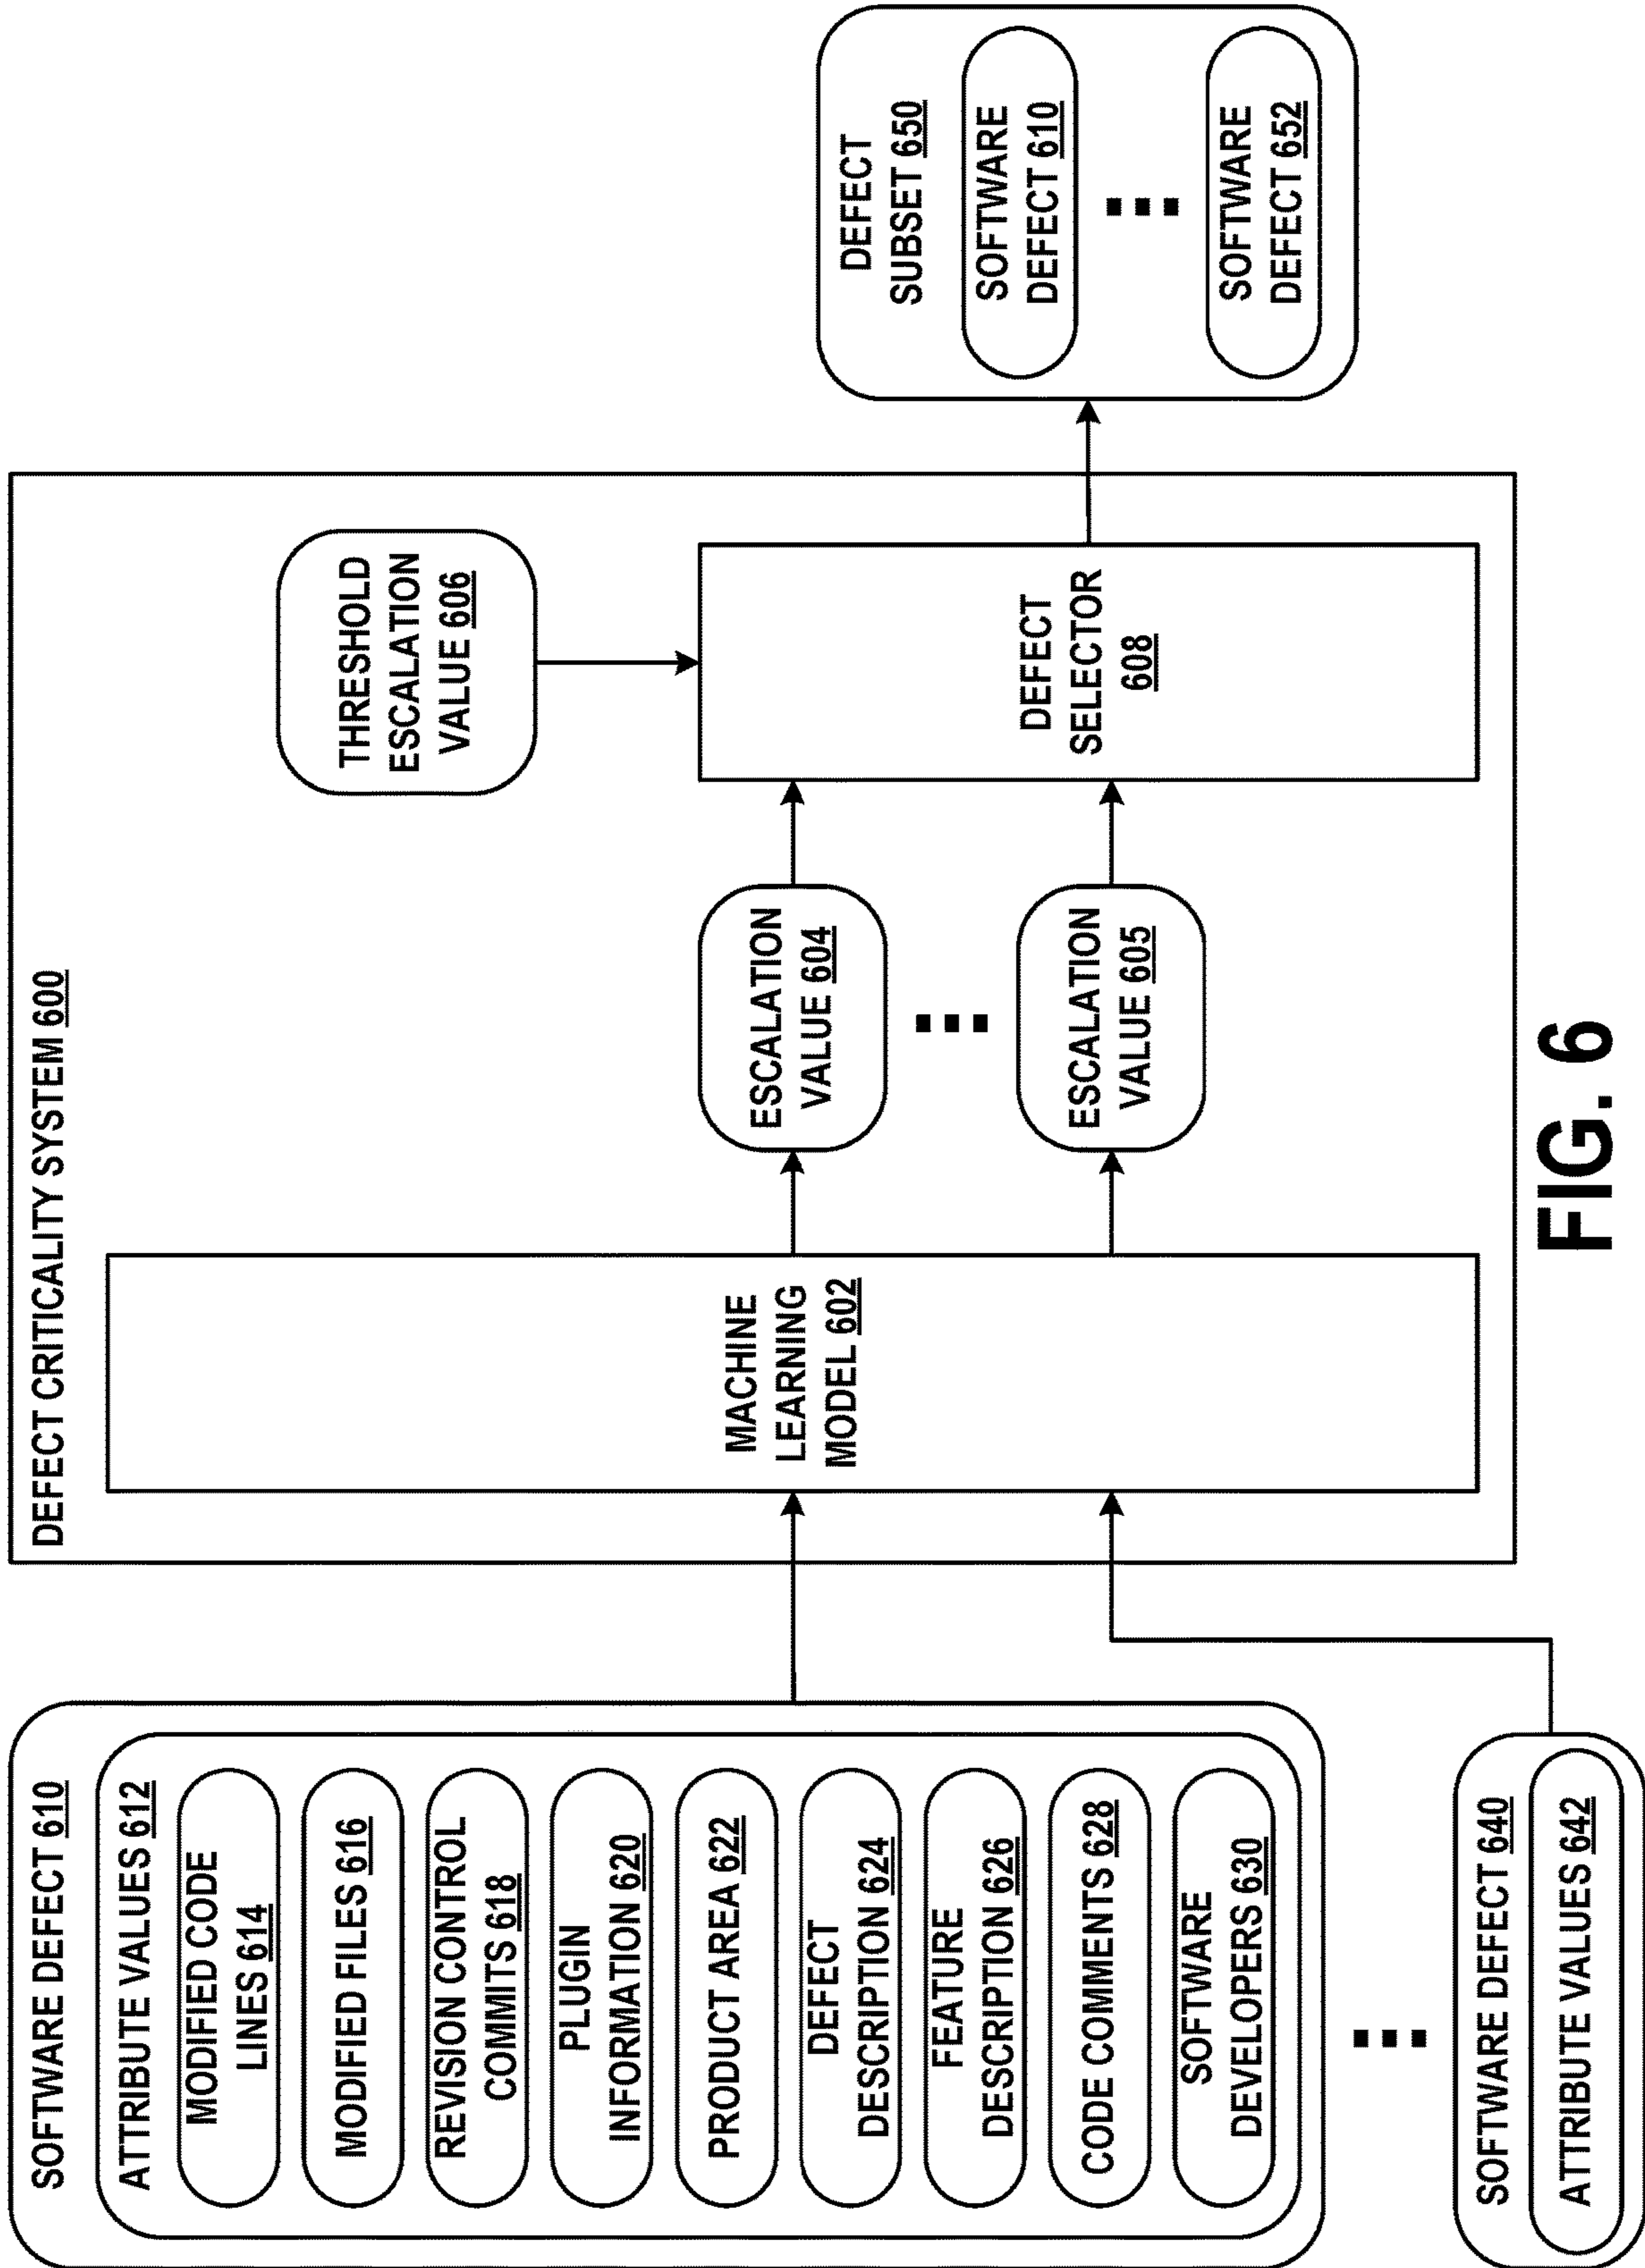 SOFTWARE DEFECT 610
ATTRIBUTE VALUES 612
MODIFIED CODE
LINES 614
MODIFIED FILES 616
REVISION CONTROL
COMMITS 618
PLUGIN
INFORMATION 620
PRODUCT AREA 622
DEFECT
DESCRIPTION 624
FEATURE
DESCRIPTION 626
CODE COMMENTS 628
SOFTWARE
DEVELOPERS 630
SOFTWARE DEFECT 640
ATTRIBUTE VALUES 642
DEFECT CRITICALITY SYSTEM 600
MACHINE
LEARNING
MODEL 602
ESCALATION
VALUE 604
ESCALATION
VALUE 605
THRESHOLD
ESCALATION
VALUE 606
DEFECT
SELECTOR
608
DEFECT
SUBSET 650
SOFTWARE
DEFECT 610
SOFTWARE
DEFECT 652
FIG. 6